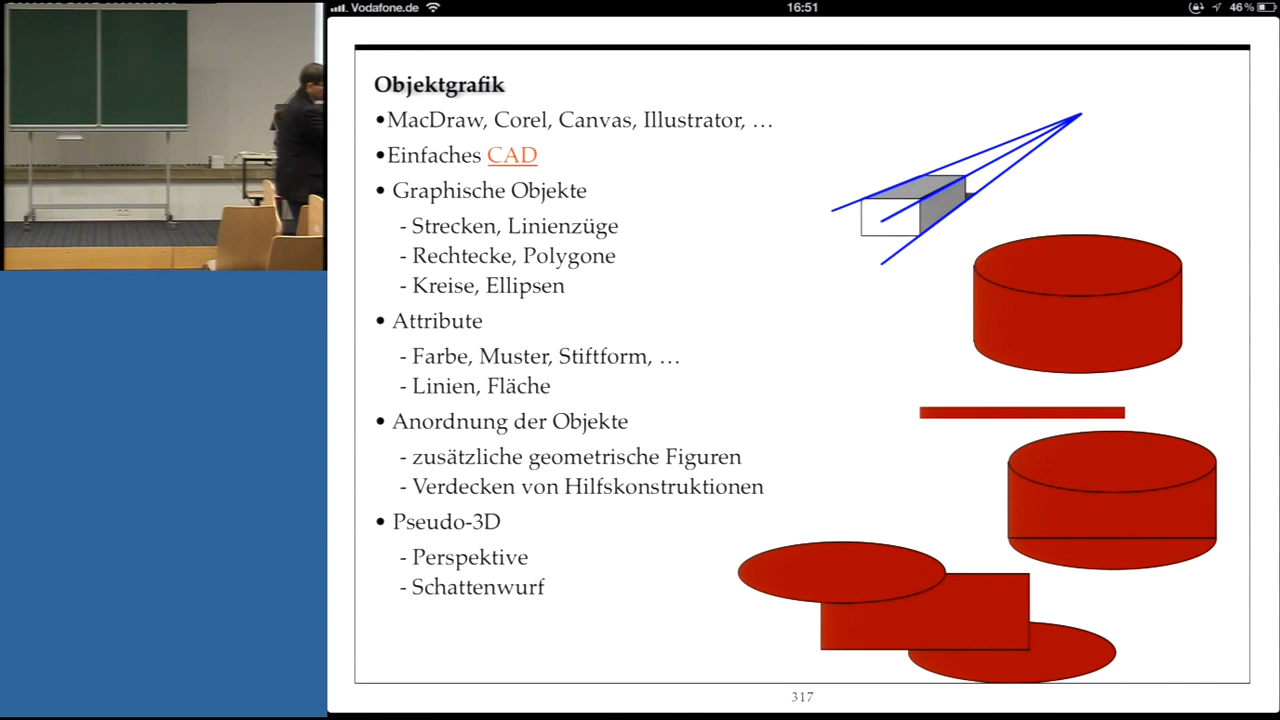 Vodafone.de
16:51
46 %
Objektgrafik
•MacDraw, Corel, Canvas, Illustrator, …
•Einfaches CAD
• Graphische Objekte
- Strecken, Linienzüge
- Rechtecke, Polygone
- Kreise, Ellipsen
• Attribute
- Farbe, Muster, Stiftform, …
- Linien, Fläche
• Anordnung der Objekte
- zusätzliche geometrische Figuren
- Verdecken von Hilfskonstruktionen
• Pseudo-3D
- Perspektive
- Schattenwurf
317